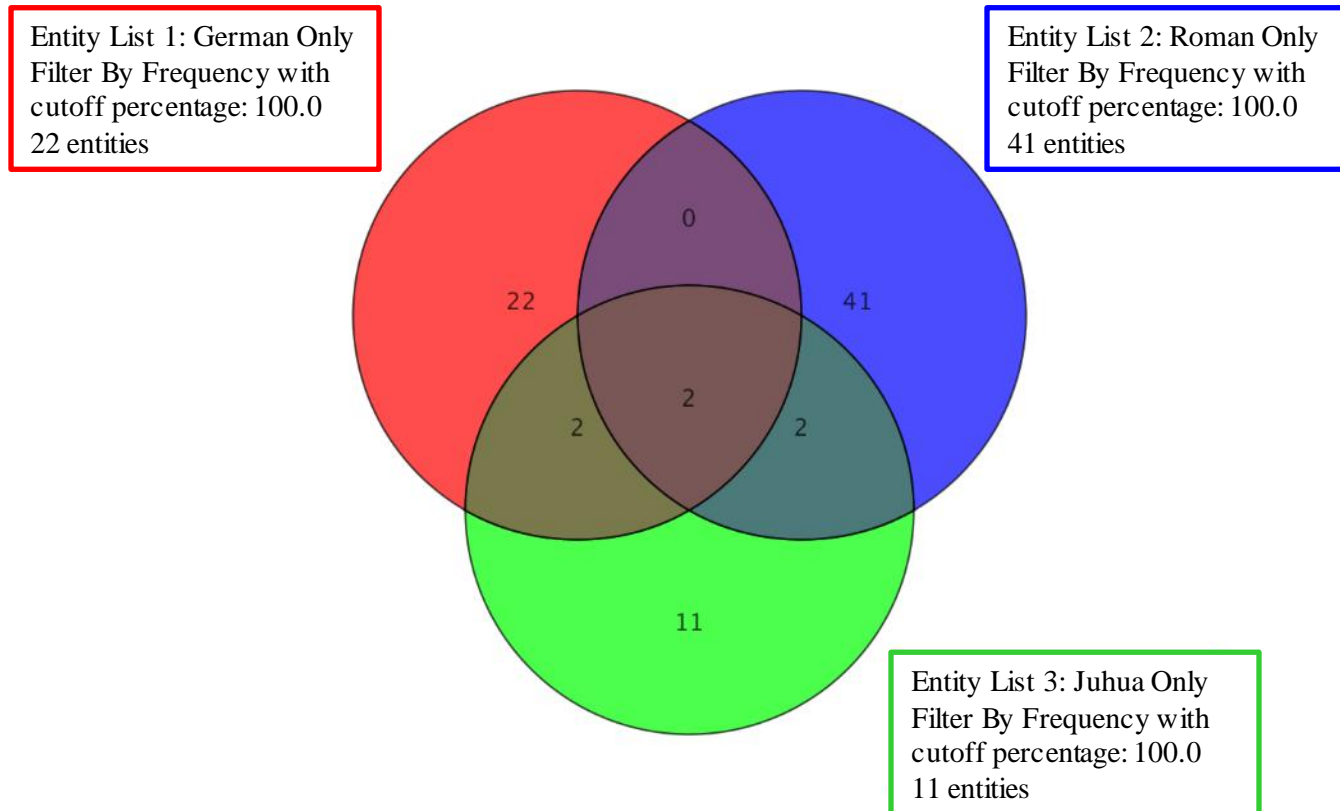 Entity List 1: German Only
Filter By Frequency with
cutoff percentage: 100.0
22 entities
Entity List 2: Roman Only
Filter By Frequency with
cutoff percentage: 100.0
41 entities
0
22
41
2
2
2
11
Entity List 3: Juhua Only
Filter By Frequency with
cutoff percentage: 100.0
11 entities